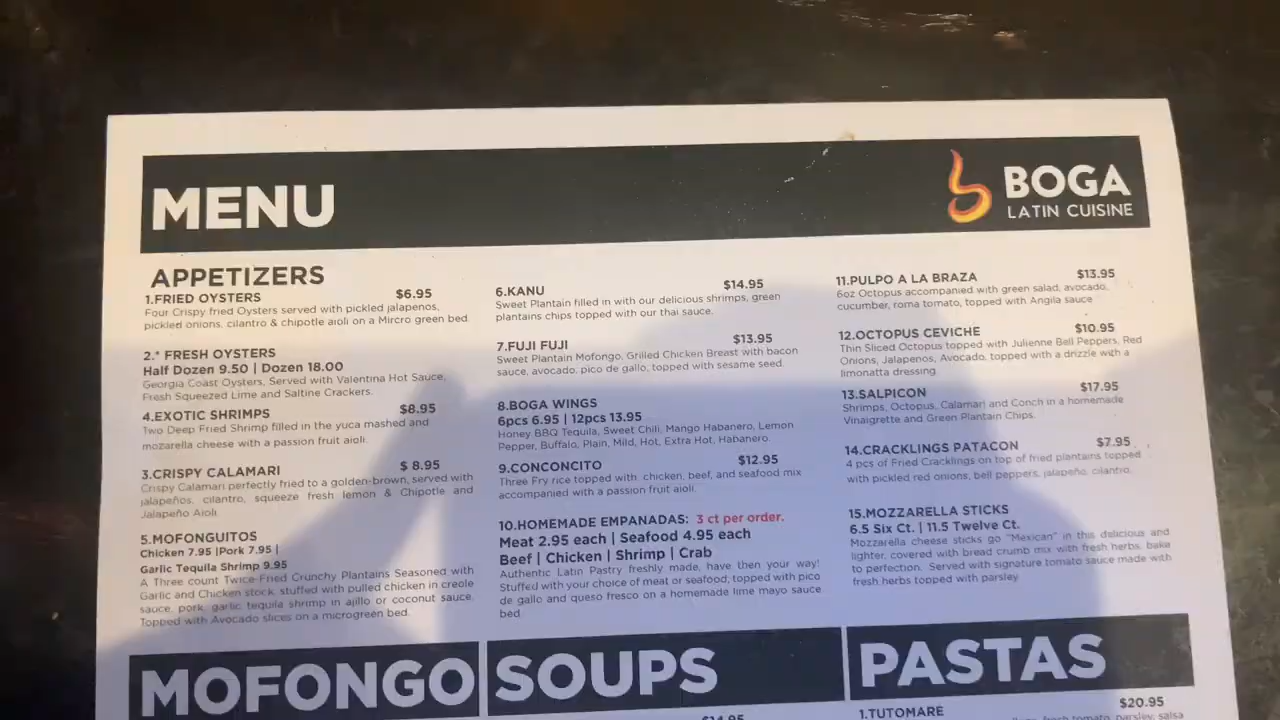 MENU
BOGA
LATIN CUISINE
APPETIZERS
1.FRIED OYSTERS $6.95
Four Crispy fried Oysters served with pickled jalapenos,
pickled onions, cilantro & chipotle aioli on a Mircro green bed.
2.* FRESH OYSTERS
Half Dozen 9.50 | Dozen 18.00
Georgia Coast Oysters, Served with Valentina Hot Sauce,
Fresh Squeezed Lime and Saltine Crackers.
4.EXOTIC SHRIMPS $8.95
Two Deep Fried Shrimp filled in the yuca mashed and
mozarella cheese with a passion fruit aioli.
3.CRISPY CALAMARI $ 8.95
Crispy Calamari perfectly fried to a golden-brown, served with
jalapeños, cilantro, squeeze fresh lemon & Chipotle and
Jalapeño Aioli.
5.MOFONGUITOS
Chicken 7.95 |Pork 7.95 |
Garlic Tequila Shrimp 9.95
A Three count Twice-Fried Crunchy Plantains Seasoned with
Garlic and Chicken stock, stuffed with pulled chicken in creole
sauce, pork, garlic tequila shrimp in ajillo or coconut sauce,
Topped with Avocado slices on a microgreen bed.
6.KANU $14.95
Sweet Plantain filled in with our delicious shrimps, green
plantains chips topped with our thai sauce.
7.FUJI FUJI $13.95
Sweet Plantain Mofongo, Grilled Chicken Breast with bacon
sauce, avocado, pico de gallo, topped with sesame seed.
8.BOGA WINGS
6pcs 6.95 | 12pcs 13.95
Honey BBQ Tequila, Sweet Chili, Mango Habanero, Lemon
Pepper, Buffalo, Plain, Mild, Hot, Extra Hot, Habanero.
9.CONCONCITO $12.95
Three Fry rice topped with, chicken, beef, and seafood mix
accompanied with a passion fruit aioli.
10.HOMEMADE EMPANADAS: 3 ct per order.
Meat 2.95 each | Seafood 4.95 each
Beef | Chicken | Shrimp | Crab
Authentic Latin Pastry freshly made, have then your way!
Stuffed with your choice of meat or seafood, topped with pico
de gallo and queso fresco on a homemade lime mayo sauce
bed.
11.PULPO A LA BRAZA $13.95
6oz Octopus accompanied with green salad, avocado,
cucumber, roma tomato, topped with Angila sauce
12.OCTOPUS CEVICHE $10.95
Thin Sliced Octopus topped with Julienne Bell Peppers, Red
Onions, Jalapenos, Avocado, topped with a drizzle with a
limonatta dressing.
13.SALPICON $17.95
Shrimps, Octopus, Calamari and Conch in a homemade
Vinaigrette and Green Plantain Chips.
14.CRACKLINGS PATACON $7.95
4 pcs of Fried Cracklings on top of fried plantains topped
with pickled red onions, bell peppers, jalapeño, cilantro.
15.MOZZARELLA STICKS
6.5 Six Ct. | 11.5 Twelve Ct.
Mozzarella cheese sticks go "Mexican" in this delicious and
lighter, covered with bread crumb mix with fresh herbs, bake
to perfection. Served with signature tomato sauce made with
fresh herbs topped with parsley.
MOFONGO
SOUPS
$14.95
PASTAS
1.TUTOMARE $20.95
fresh tomato, parsley, salsa